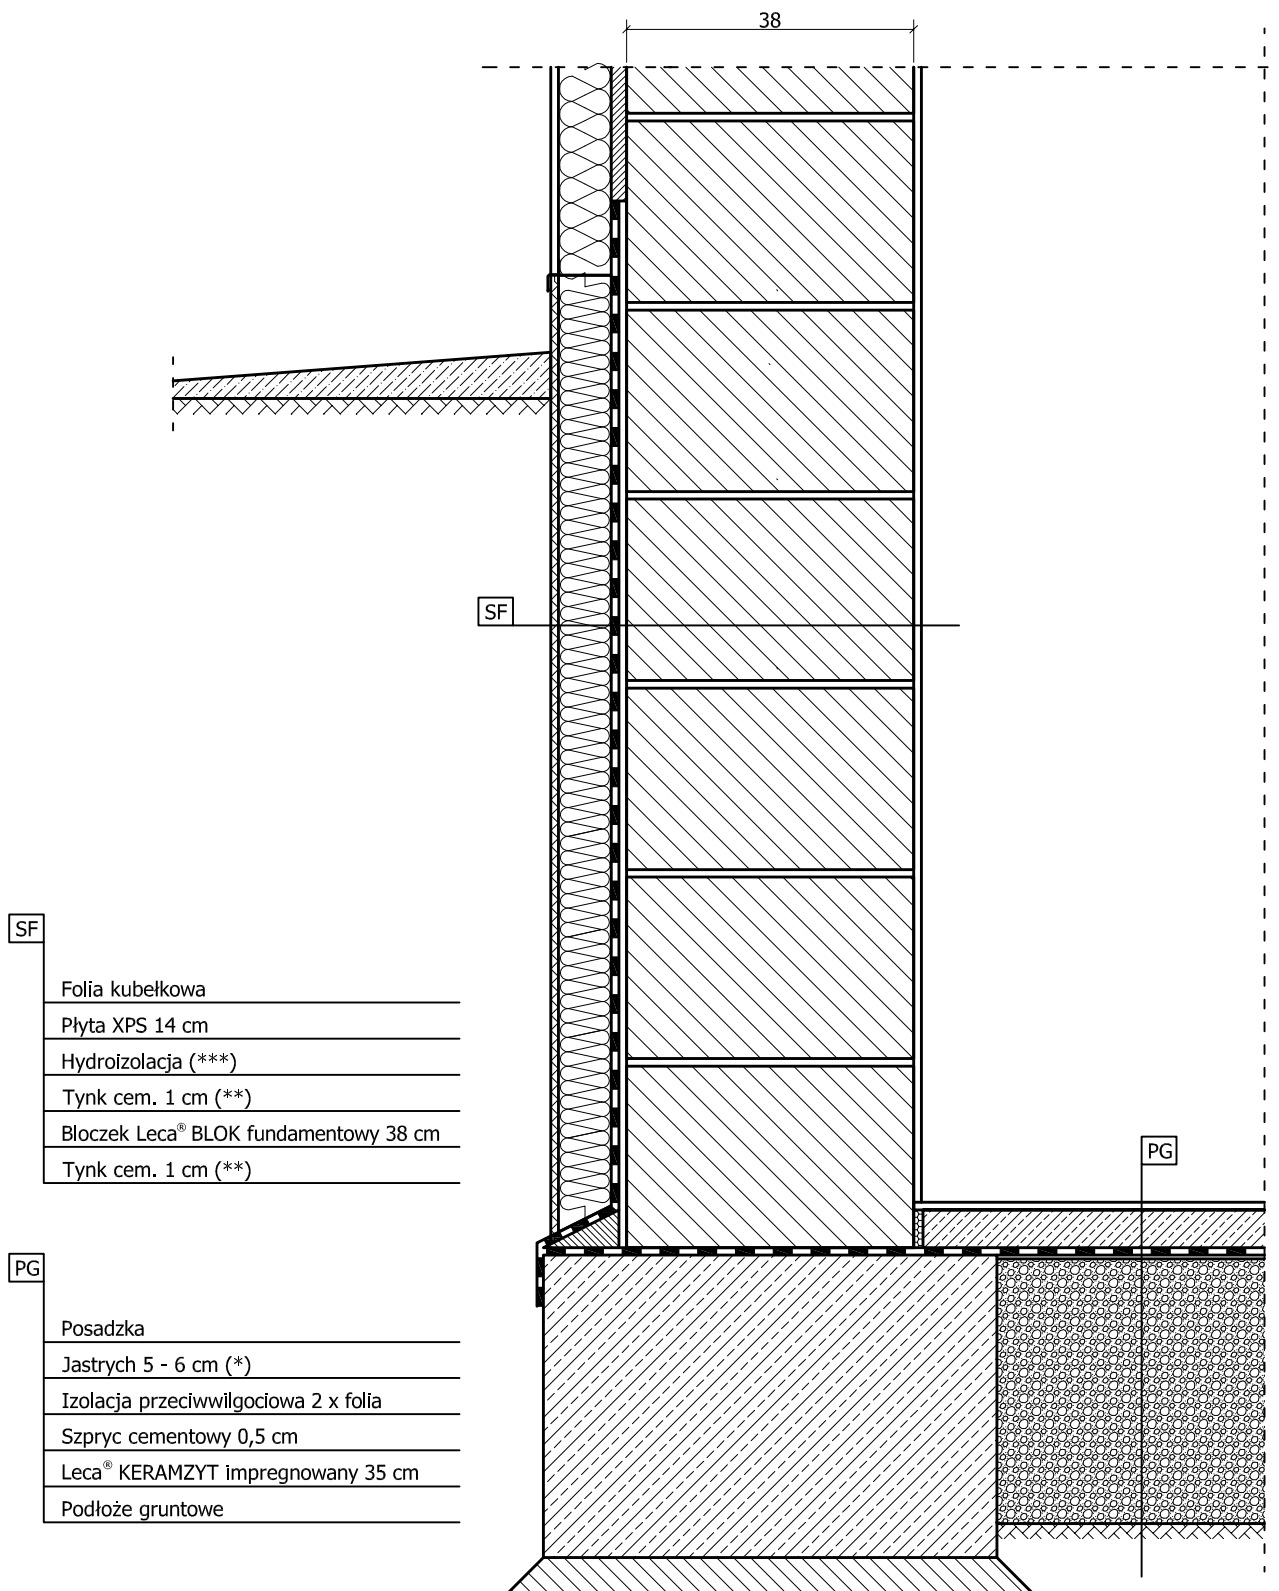 38
SF
SF
Folia kubełkowa
Płyta XPS 14 cm
Hydroizolacja (***)
Tynk cem. 1 cm (**)
Bloczek Leca® BLOK fundamentowy 38 cm
Tynk cem. 1 cm (**)
PG
PG
Posadzka
Jastrych 5 - 6 cm (*)
Izolacja przeciwwilgociowa 2 x folia
Szpryc cementowy 0,5 cm
Leca® KERAMZYT impregnowany 35 cm
Podłoże gruntowe